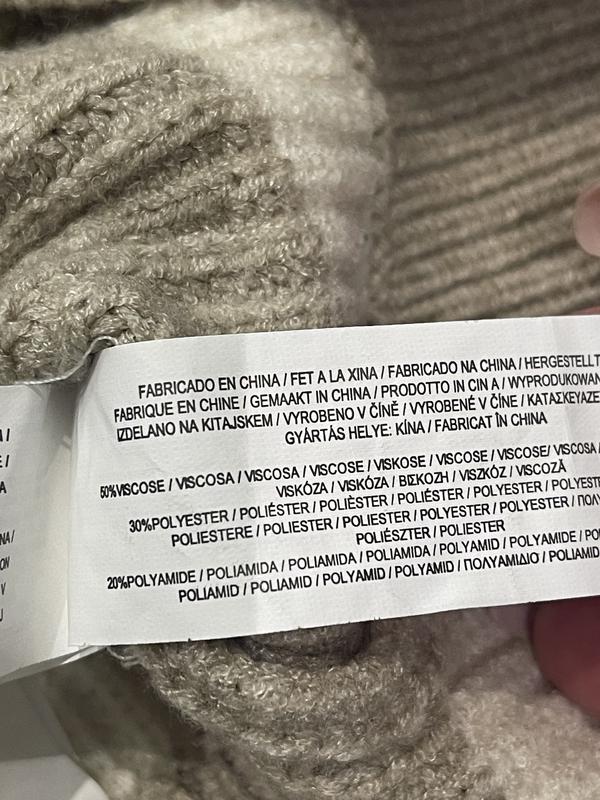 FABRICADO EN CHINA / FET A LA XINA / FABRICADO NA CHINA / HERGESTELLT
FABRIQUE EN CHINE / GEMAAKT IN CHINA / PRODOTTO IN CIN A / WYPRODUKOWAN
IZDELANO NA KITAJSKEM / VYROBENO V ČÍNĚ / VYROBENÉ V ČÍNE / ΚΑΤΑΣΚΕΥΑΖΕ
GYÁRTÁS HELYE: KÍNA / FABRICAT ÎN CHINA
50%VISCOSE / VISCOSA / VISCOSA / VISCOSE / VISKOSE / VISCOSE / VISCOSE/ VISCOSA /
VISKÓZA / VISKÓZA / ΒΙΣΚΟΖΗ / VISZKÓZ / VISCOZĂ
30%POLYESTER / POLIÉSTER / POLIÈSTER / POLIÉSTER / POLYESTER / POLYESTE
POLIESTERE / POLIESTER / POLIESTER / POLYESTER / POLYESTER / ΠΟΛΥ
POLIÉSZTER / POLIESTER
20%POLYAMIDE / POLIAMIDA / POLIAMIDA / POLIAMIDA / POLYAMID / POLYAMIDE / PO
POLIAMID / POLIAMID / POLYAMID / POLYAMID / ΠΟΛΥΑΜΙΔΙΟ / POLIAMID